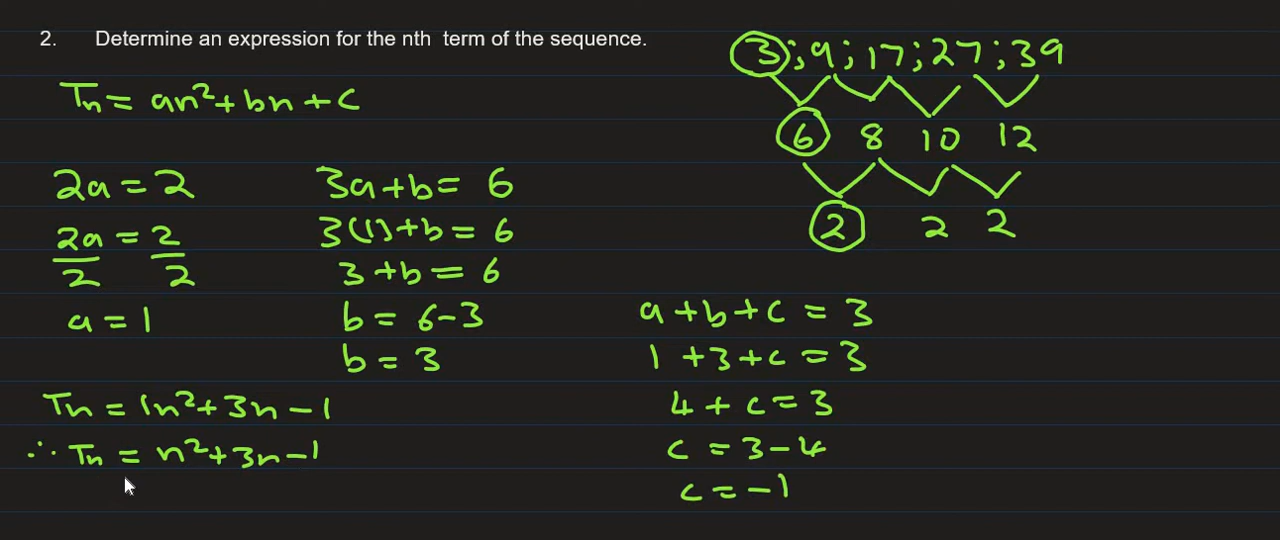 2. Determine an expression for the nth term of the sequence.
3; 9; 17; 27; 39
Tn = an² + bn + c
6 8 10 12
2a = 2
3a + b = 6
2a/2 = 2/2
3(1) + b = 6
2 2 2
3 + b = 6
a = 1
b = 6 - 3
a + b + c = 3
b = 3
1 + 3 + c = 3
Tn = 1n² + 3n - 1
4 + c = 3
∴ Tn = n² + 3n - 1
c = 3 - 4
c = -1